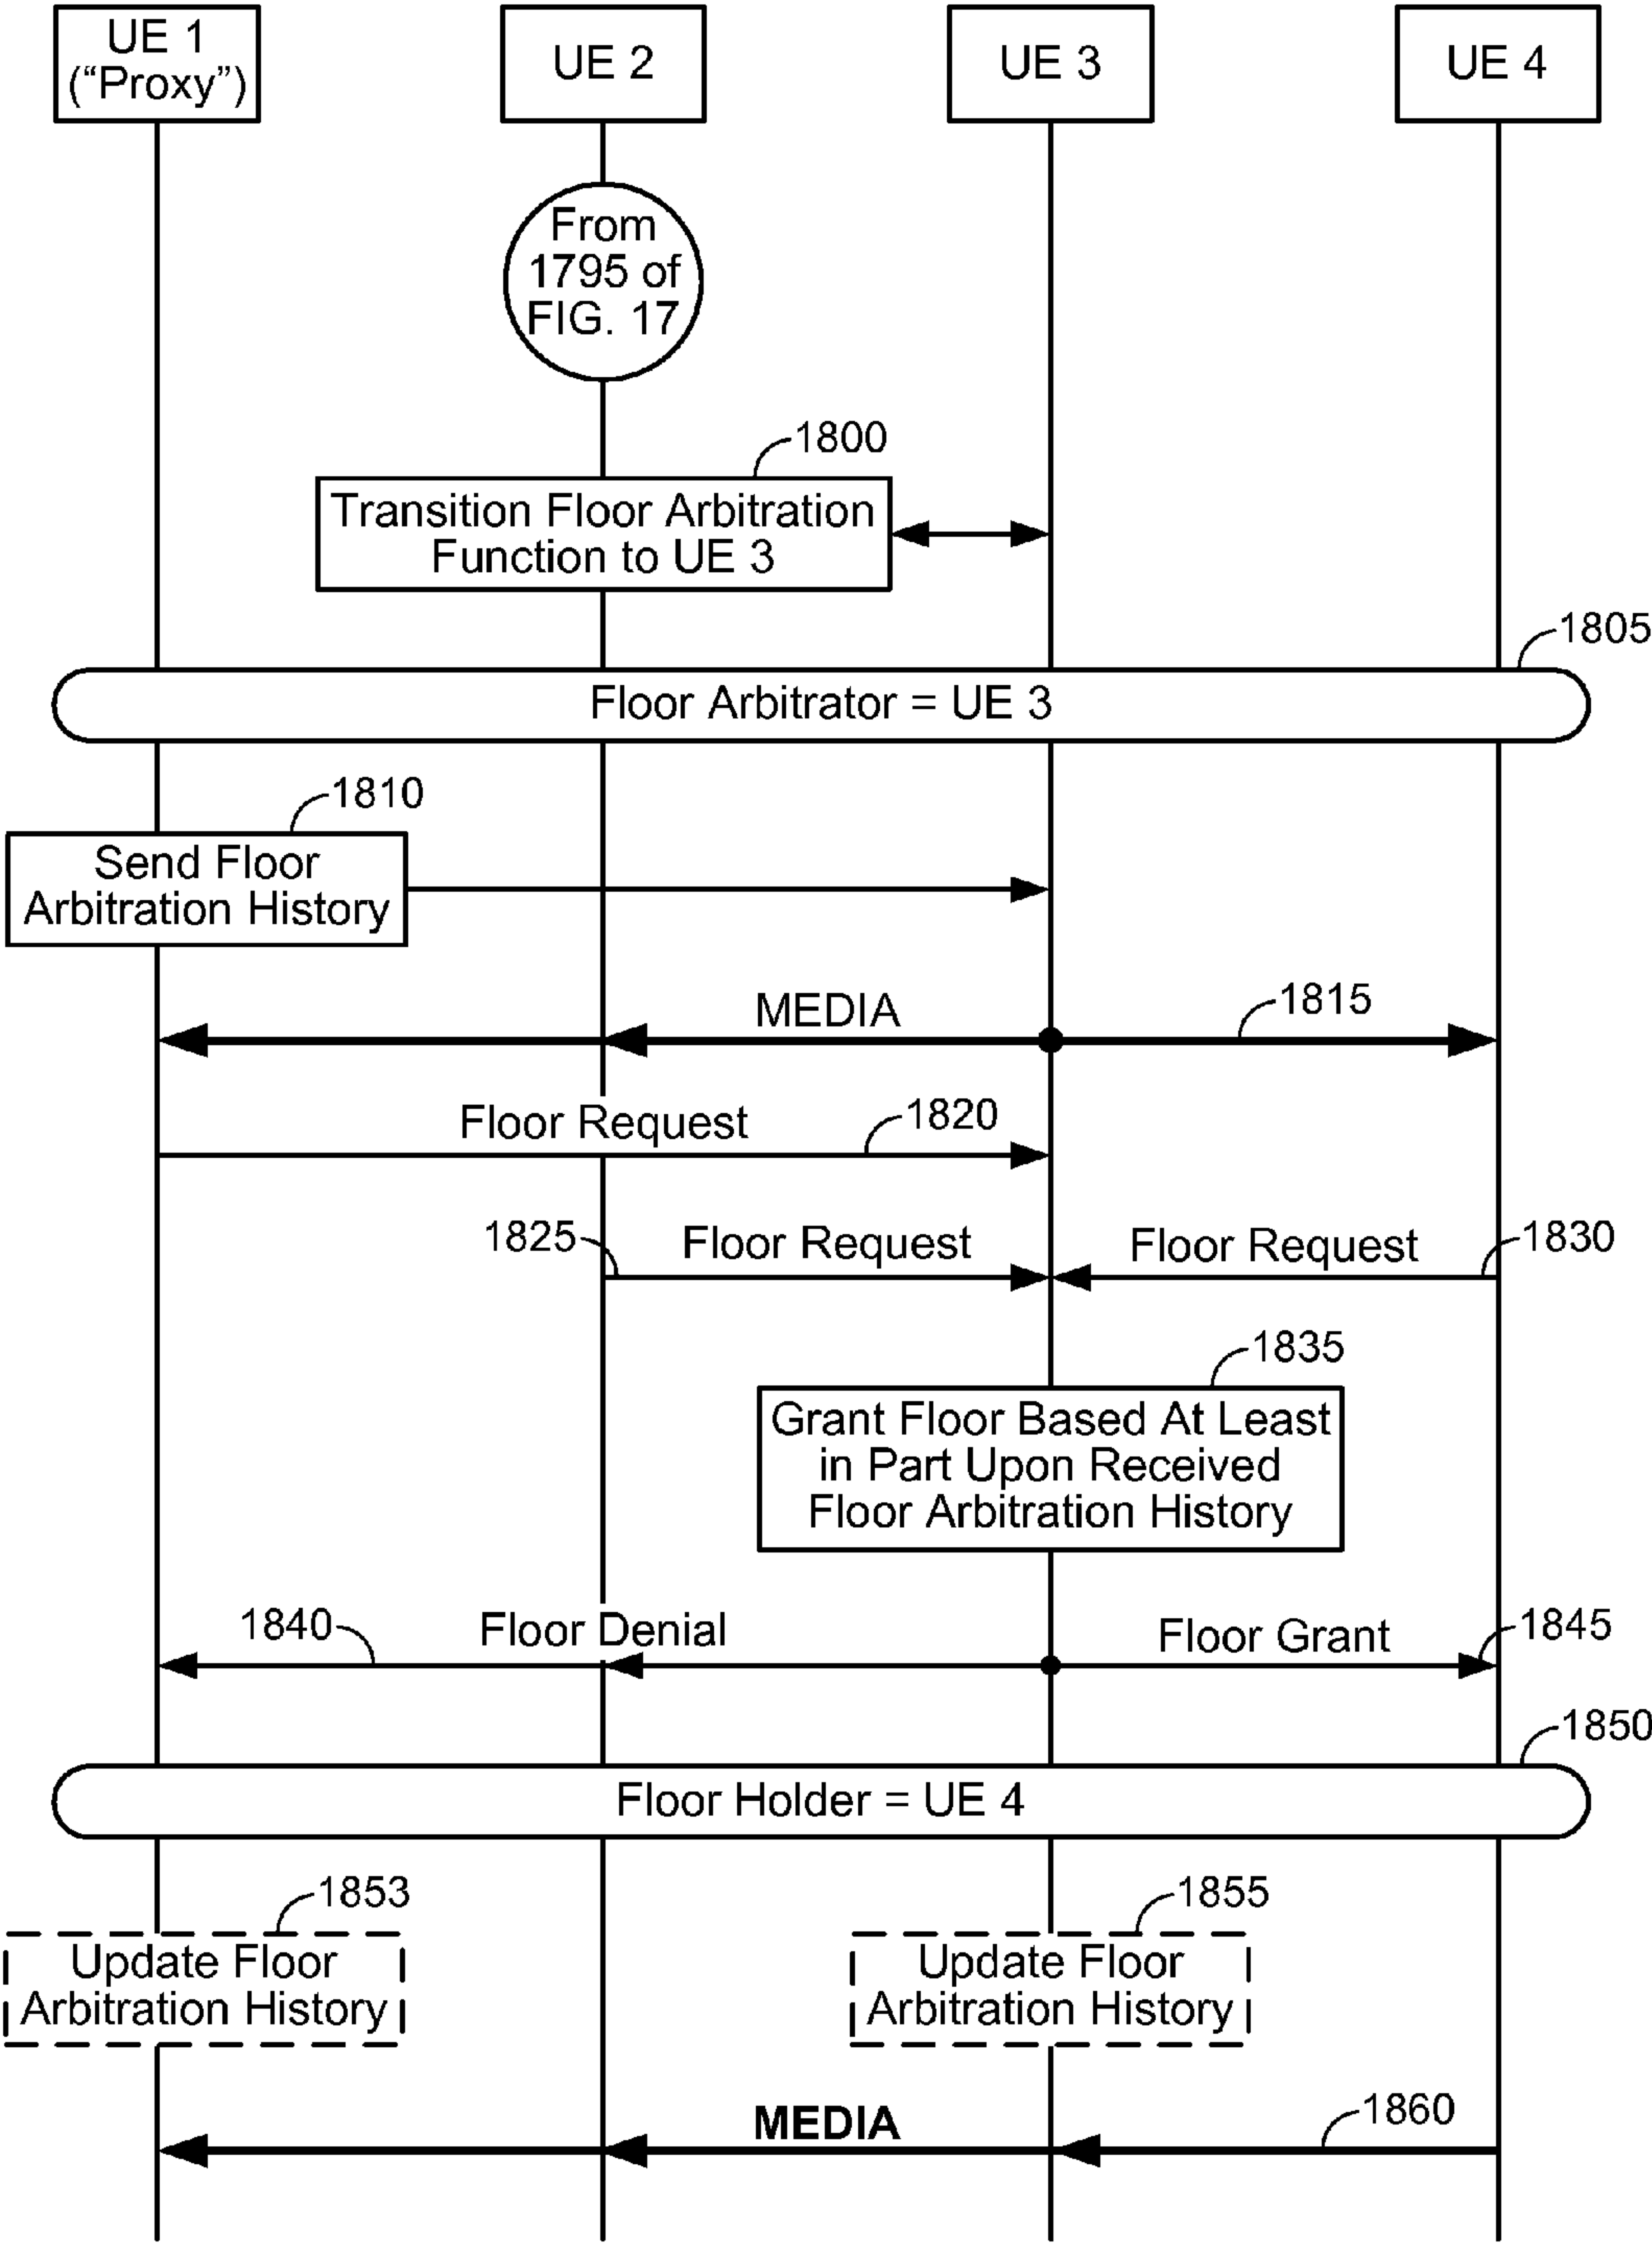 UE 1
(“Proxy”)
UE 2
UE 3
UE 4
From
1795 of
FIG. 17
1800
Transition Floor Arbitration
Function to UE 3
1805
Floor Arbitrator = UE 3
1810
Send Floor
Arbitration History
MEDIA
1815
Floor Request
1820
1825
Floor Request
Floor Request
1830
1835
Grant Floor Based At Least
in Part Upon Received
Floor Arbitration History
1840
Floor Denial
Floor Grant
1845
1850
Floor Holder = UE 4
1853
Update Floor
Arbitration History
1855
Update Floor
Arbitration History
MEDIA
1860